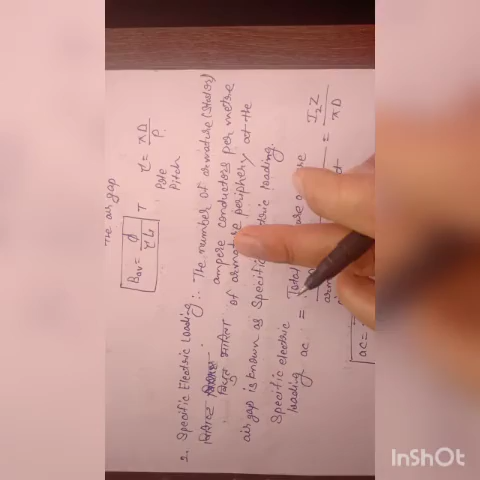 The air gap
Bav = φ / τL T τ = πD / P
Pole
Pitch
2. Specific Electric Loading :- The number of armature (stator)
विशिष्ट ampere conductors per metre
विद्युत भारिता of armature periphery at the
air gap is known as Specific electric loading.
Specific electric
loading ac = Total = IzZ / πD
ac =
InShOt